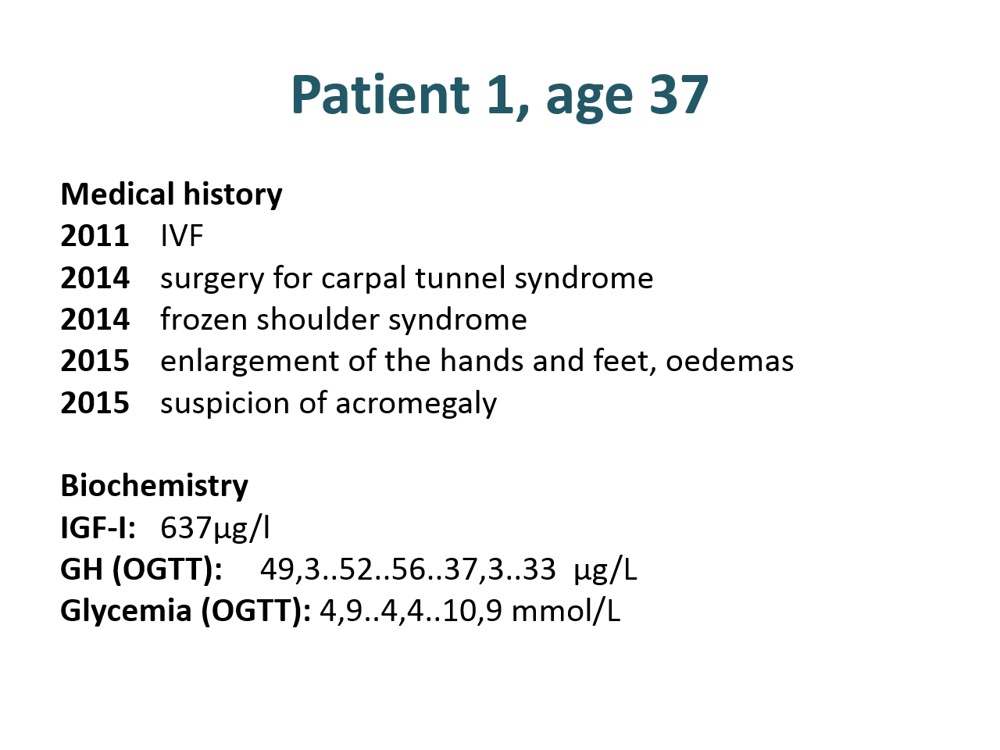 Patient 1, age 37
Medical history
2011 IVF
2014 surgery for carpal tunnel syndrome
2014 frozen shoulder syndrome
2015 enlargement of the hands and feet, oedemas
2015 suspicion of acromegaly
Biochemistry
IGF-I: 637µg/l
GH (OGTT): 49,3..52..56..37,3..33 µg/L
Glycemia (OGTT): 4,9..4,4..10,9 mmol/L